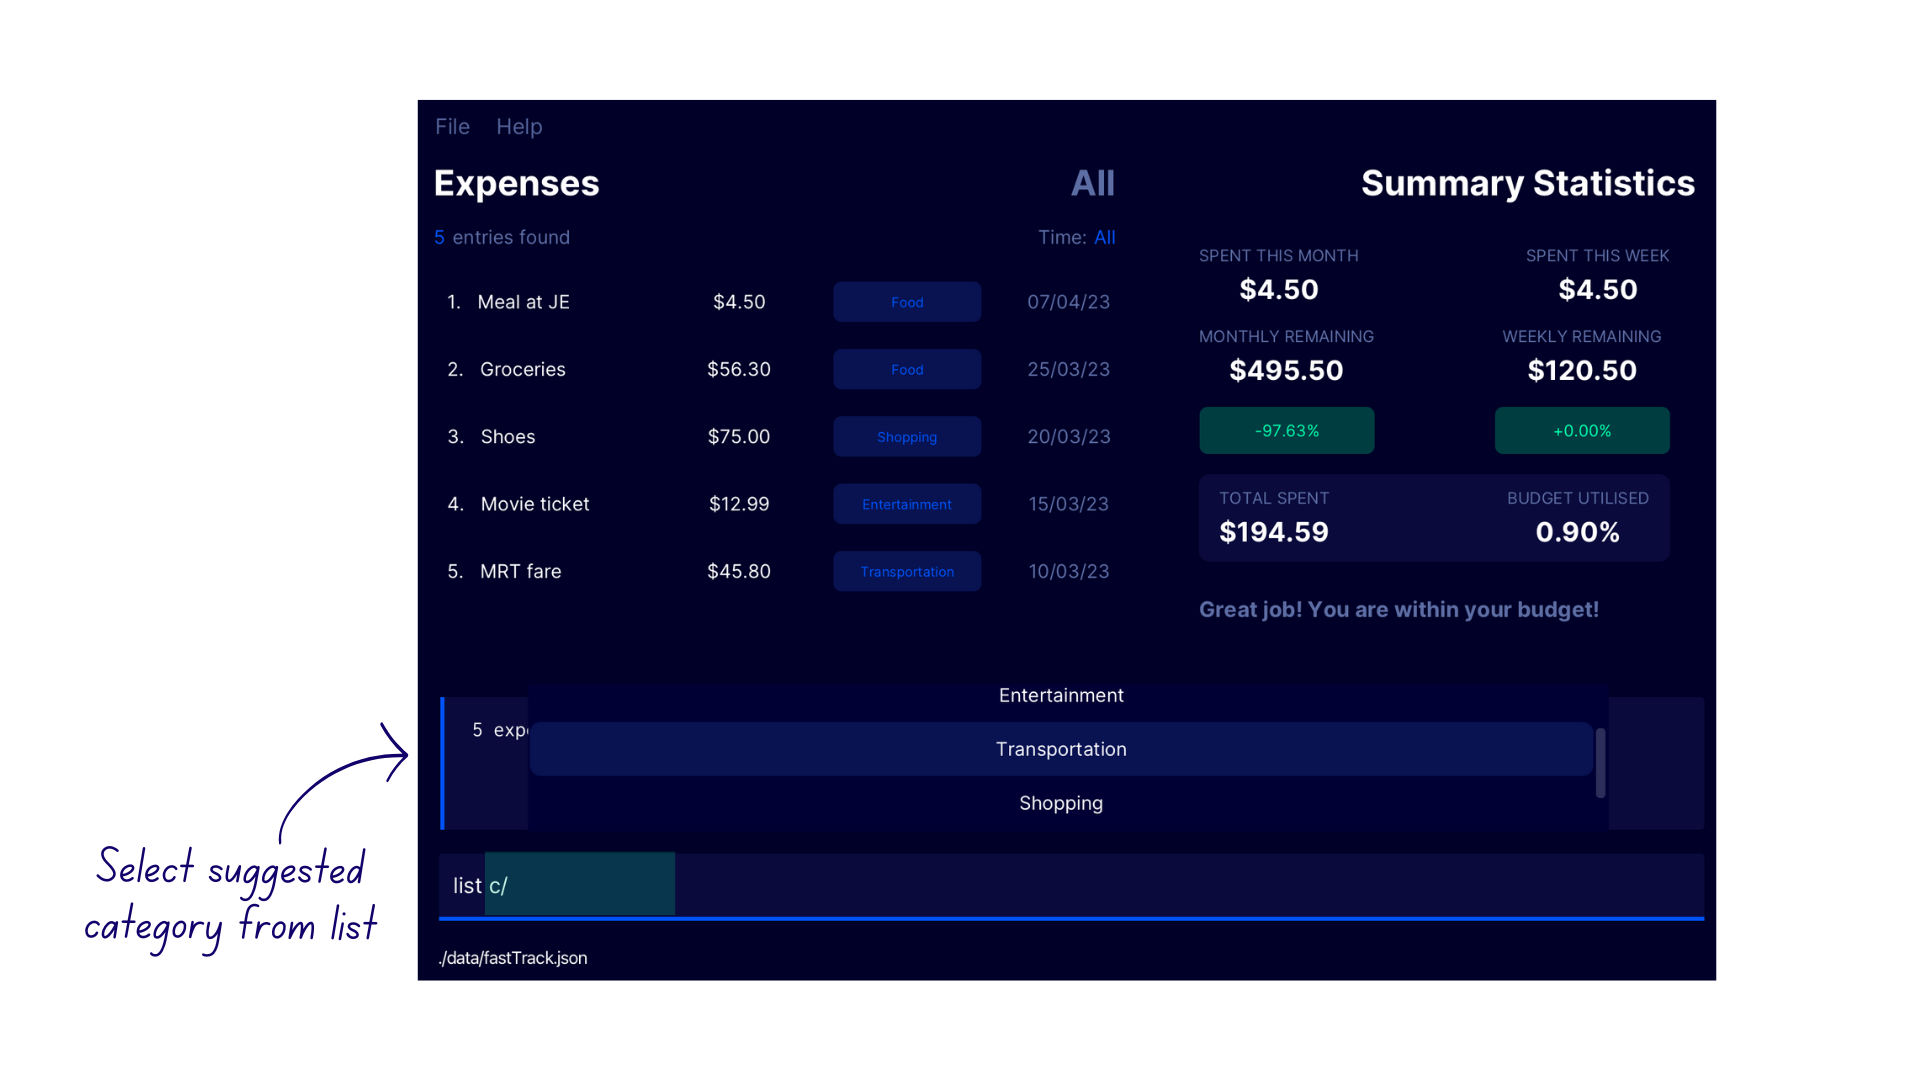 File Help
Expenses All
5 entries found Time: All
1. Meal at JE $4.50 Food 07/04/23
2. Groceries $56.30 Food 25/03/23
3. Shoes $75.00 Shopping 20/03/23
4. Movie ticket $12.99 Entertainment 15/03/23
5. MRT fare $45.80 Transportation 10/03/23
Summary Statistics
SPENT THIS MONTH SPENT THIS WEEK
$4.50 $4.50
MONTHLY REMAINING WEEKLY REMAINING
$495.50 $120.50
-97.63% +0.00%
TOTAL SPENT BUDGET UTILISED
$194.59 0.90%
Great job! You are within your budget!
Entertainment
5 exp
Transportation
Shopping
list c/
./data/fastTrack.json
Select suggested
category from list